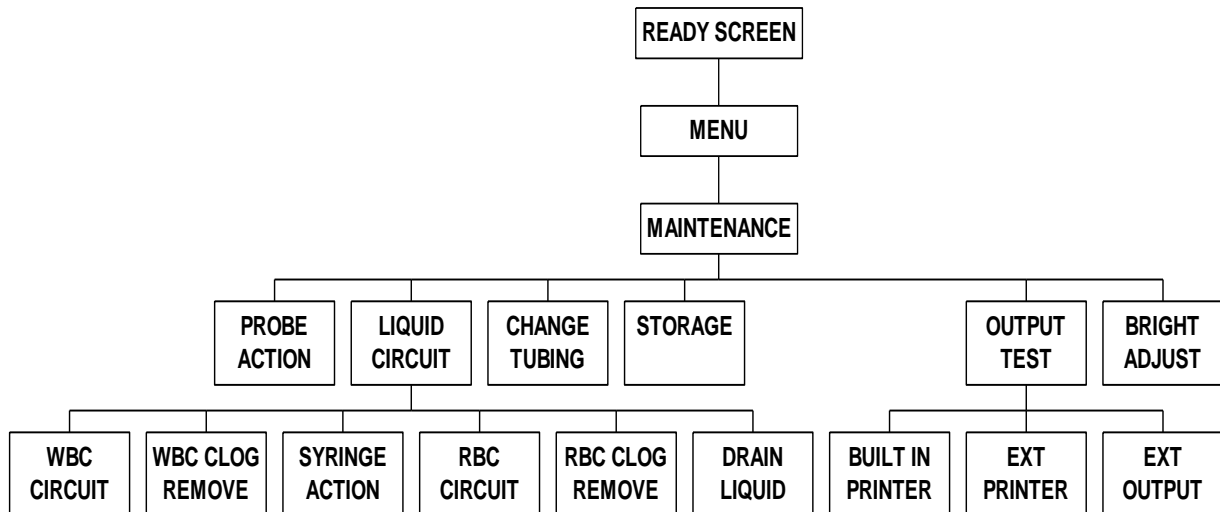 READY SCREEN
MENU
MAINTENANCE
PROBE
ACTION
LIQUID
CIRCUIT
CHANGE
TUBING
STORAGE
OUTPUT
TEST
BRIGHT
ADJUST
WBC
CIRCUIT
WBC CLOG
REMOVE
SYRINGE
ACTION
RBC
CIRCUIT
RBC CLOG
REMOVE
DRAIN
LIQUID
BUILT IN
PRINTER
EXT
PRINTER
EXT
OUTPUT